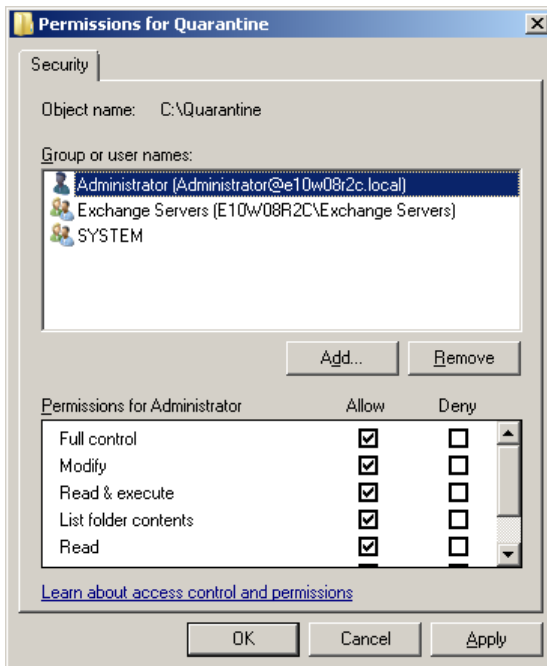 Permissions for Quarantine
Security
Object name: C:\Quarantine
Group or user names:
Administrator (Administrator@e10w08r2c.local)
Exchange Servers (E10W08R2C\Exchange Servers)
SYSTEM
Add... Remove
Permissions for Administrator Allow Deny
Full control
Modify
Read & execute
List folder contents
Read
Learn about access control and permissions
OK Cancel Apply